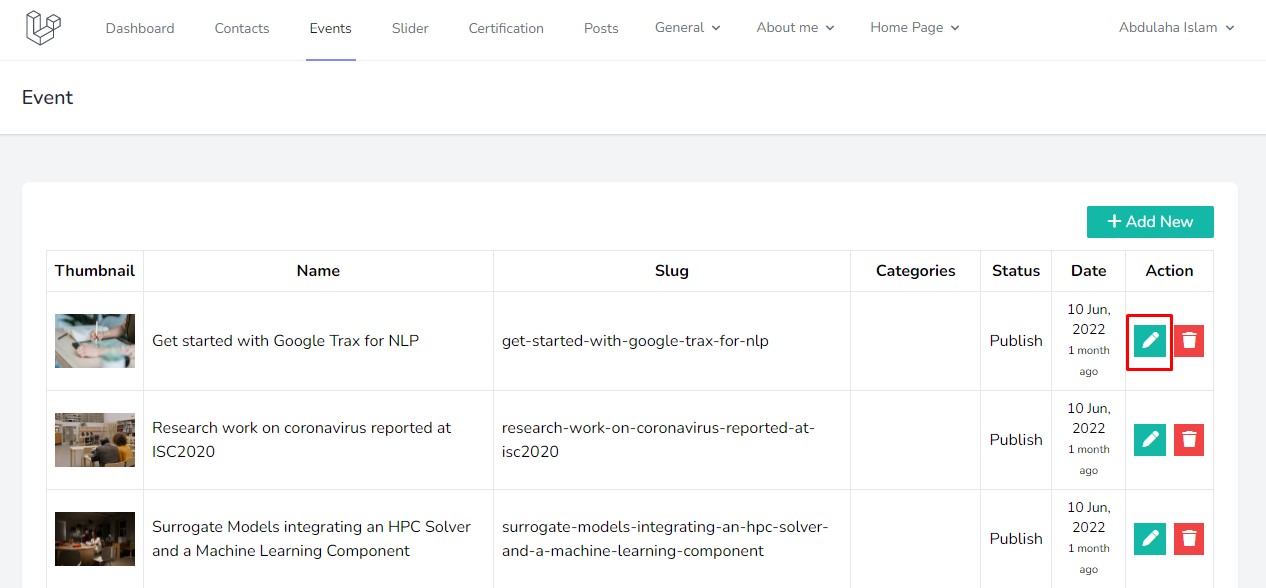 Dashboard Contacts Events Slider Certification Posts General About me Home Page Abdulaha Islam
Event
+ Add New
Thumbnail Name Slug Categories Status Date Action
Get started with Google Trax for NLP get-started-with-google-trax-for-nlp Publish 10 Jun,
2022
1 month
ago
Research work on coronavirus reported at research-work-on-coronavirus-reported-at- Publish 10 Jun,
ISC2020 isc2020 2022
1 month
ago
Surrogate Models integrating an HPC Solver surrogate-models-integrating-an-hpc-solver- Publish 10 Jun,
and a Machine Learning Component and-a-machine-learning-component 2022
1 month
ago